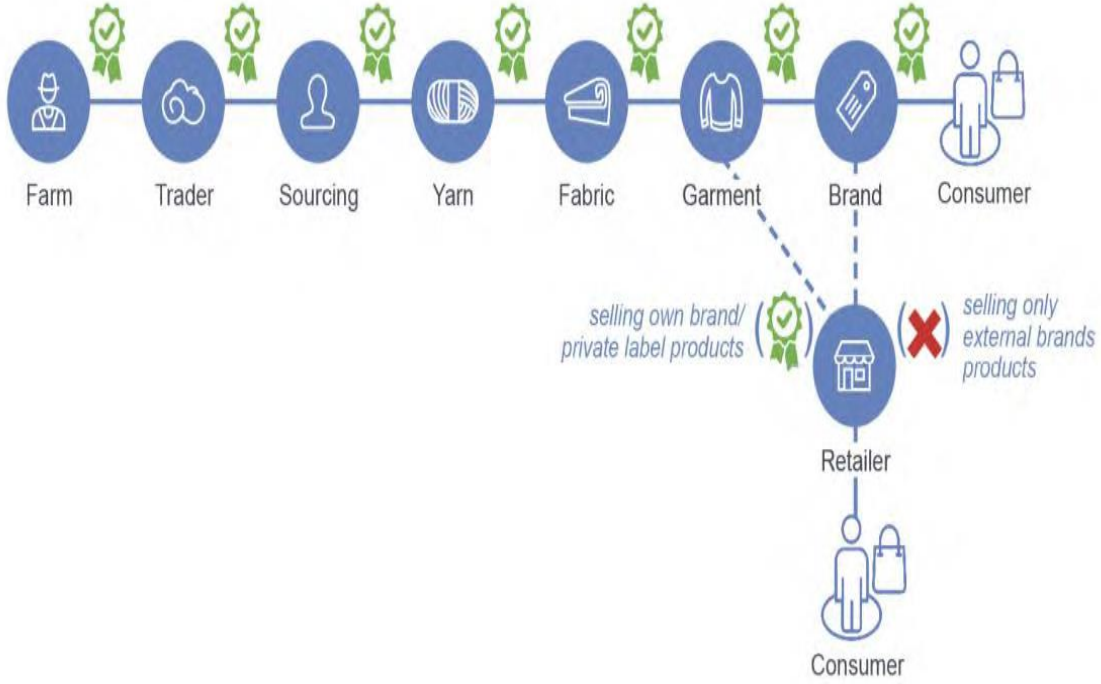 Farm
Trader
Sourcing
Yarn
Fabric
Garment
Brand
Consumer
selling own brand/
private label products
selling only
external brands
products
Retailer
Consumer